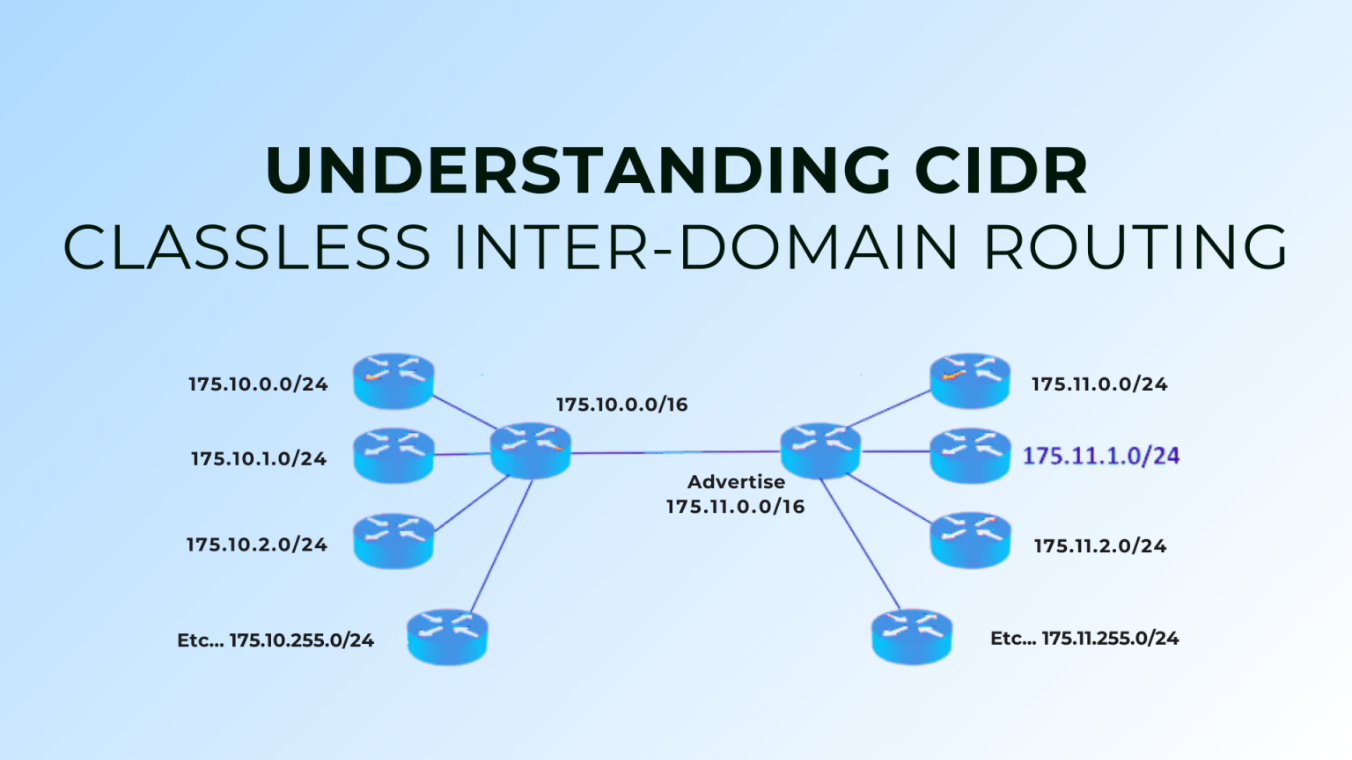 UNDERSTANDING CIDR
CLASSLESS INTER-DOMAIN ROUTING
175.10.0.0/24
175.10.0.0/16
175.11.0.0/24
175.10.1.0/24
175.11.1.0/24
Advertise
175.11.0.0/16
175.10.2.0/24
175.11.2.0/24
Etc... 175.10.255.0/24
Etc... 175.11.255.0/24